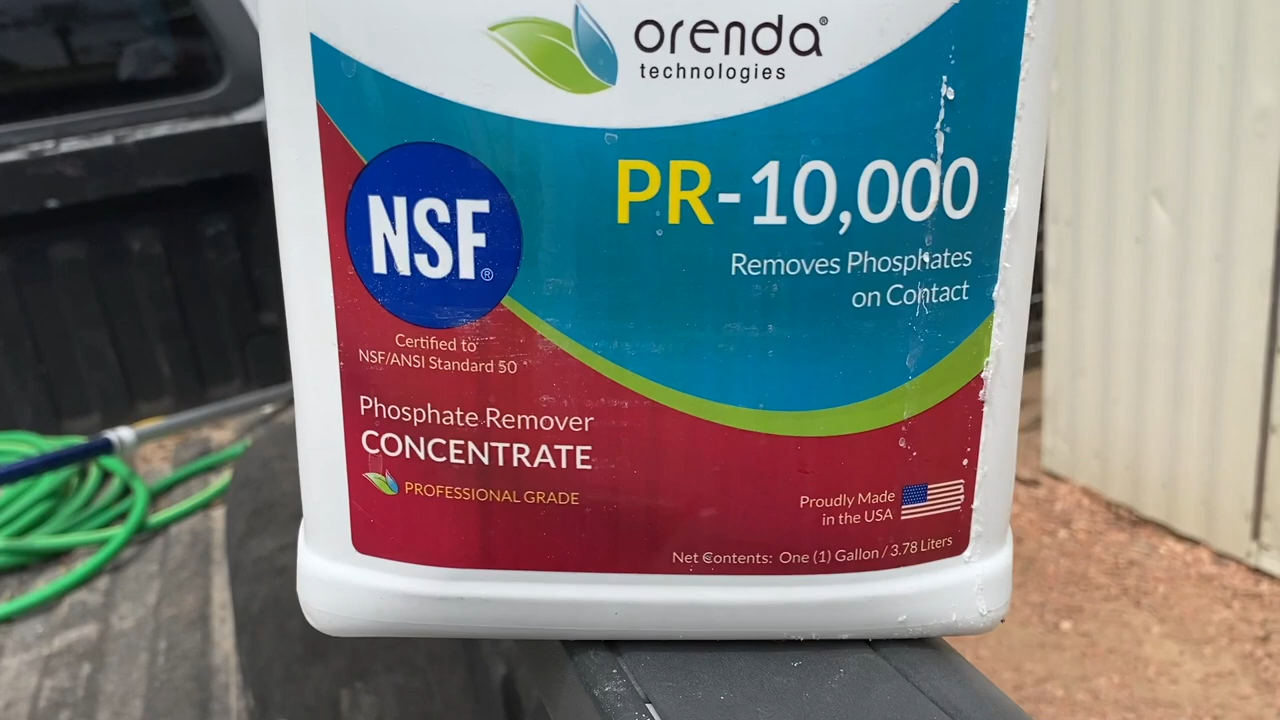 orenda®
technologies
PR-10,000
Removes Phosphates
on Contact
NSF®
Certified to
NSF/ANSI Standard 50
Phosphate Remover
CONCENTRATE
PROFESSIONAL GRADE
Proudly Made
in the USA
Net Contents: One (1) Gallon / 3.78 Liters